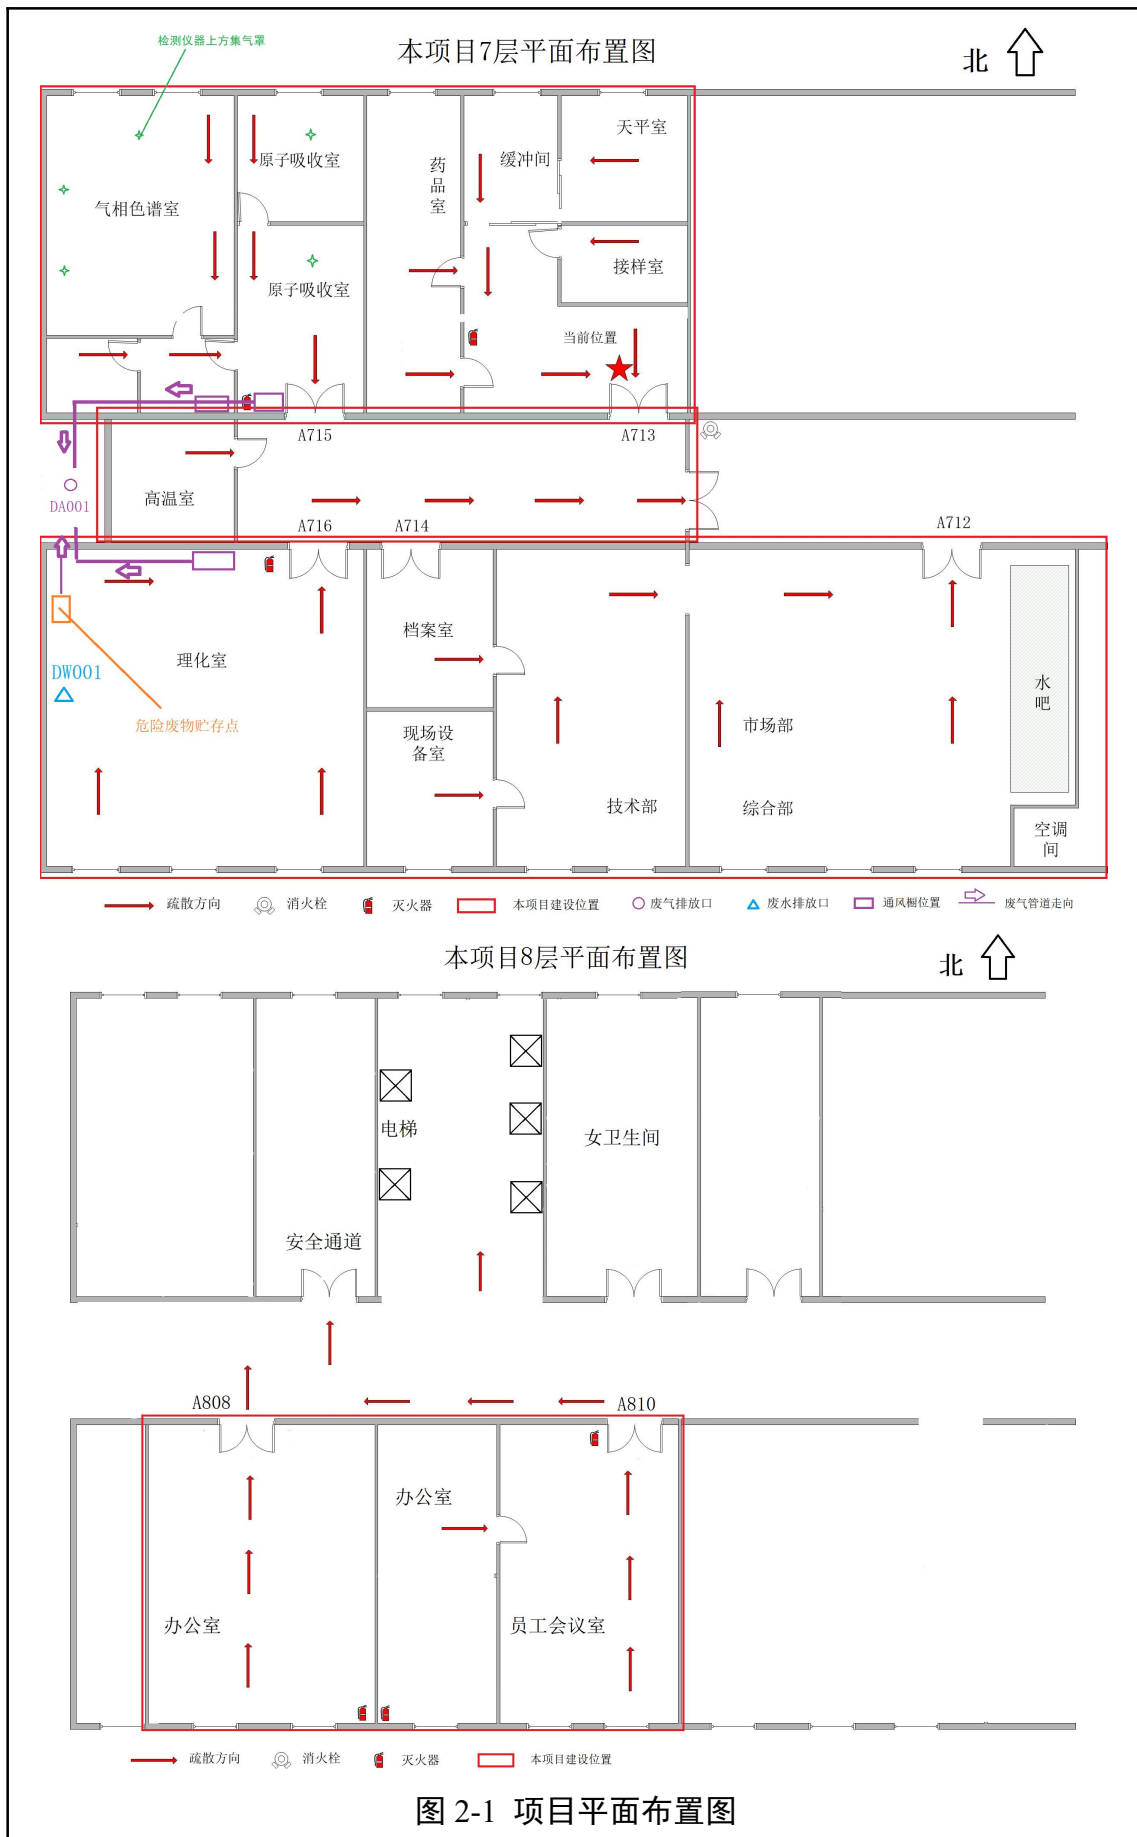 检测仪器上方集气罩
本项目7层平面布置图
北
天平室
缓冲间
原子吸收室
药
品
室
气相色谱室
接样室
原子吸收室
当前位置
A715
A713
DA001
高温室
A716
A714
A712
档案室
DW001
理化室
水
吧
危险废物贮存点
现场设
备室
市场部
技术部
综合部
空调
间
疏散方向
消火栓
灭火器
本项目建设位置
废气排放口
废水排放口
通风橱位置
废气管道走向
本项目8层平面布置图
北
电梯
女卫生间
安全通道
A808
A810
办公室
办公室
员工会议室
疏散方向
消火栓
灭火器
本项目建设位置
图 2-1 项目平面布置图